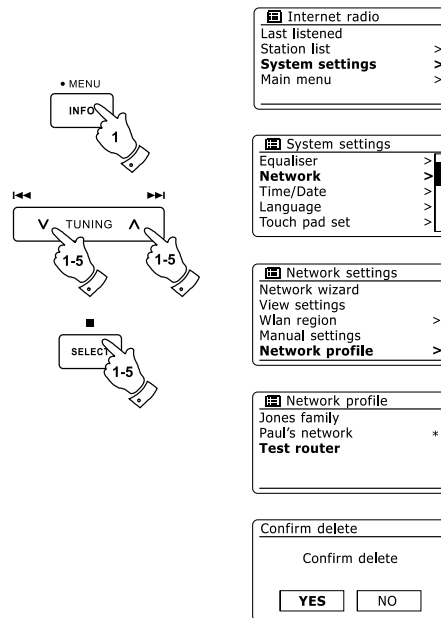 • MENU
INFO
1
V TUNING Λ
1-5
1-5
SELECT
1-5
Internet radio
Last listened
Station list >
System settings >
Main menu >
System settings
Equaliser >
Network >
Time/Date >
Language >
Touch pad set >
Network settings
Network wizard
View settings
Wlan region >
Manual settings
Network profile >
Network profile
Jones family
Paul's network *
Test router
Confirm delete
Confirm delete
YES NO